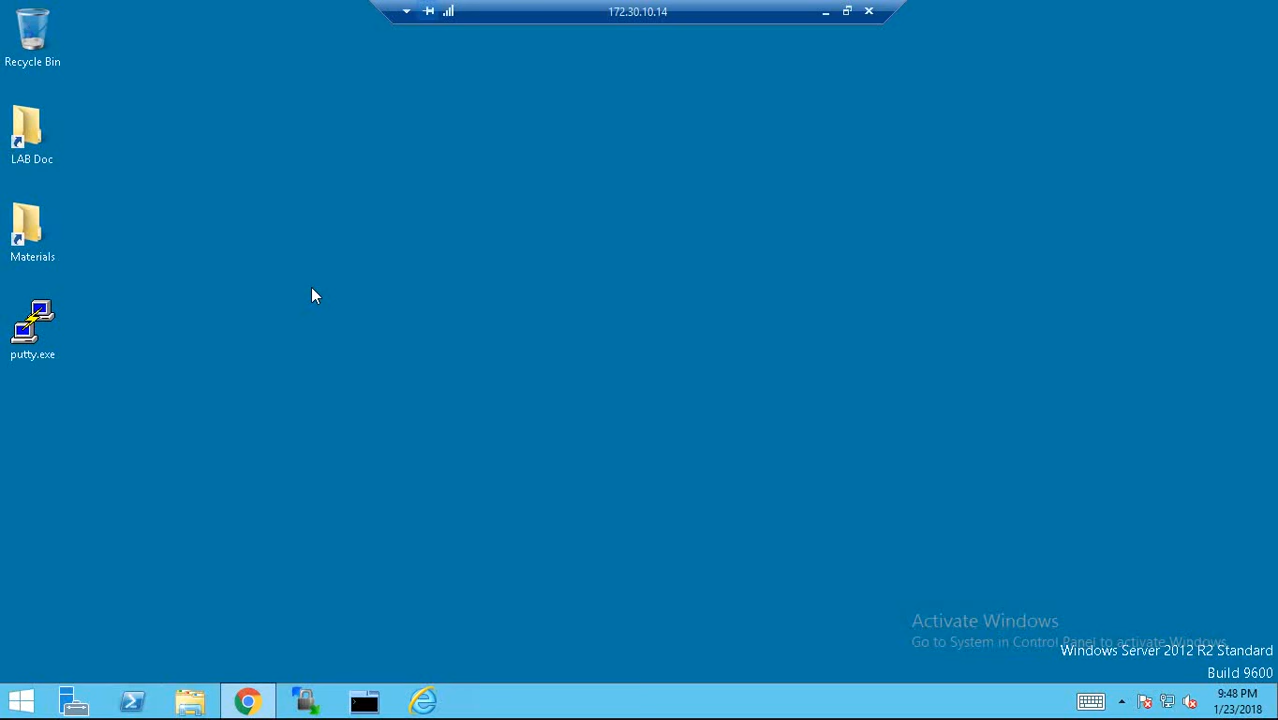 172.30.10.14
Recycle Bin
LAB Doc
Materials
putty.exe
Activate Windows
Go to System in Control Panel to activate Windows.
Windows Server 2012 R2 Standard
Build 9600
9:48 PM
1/23/2018